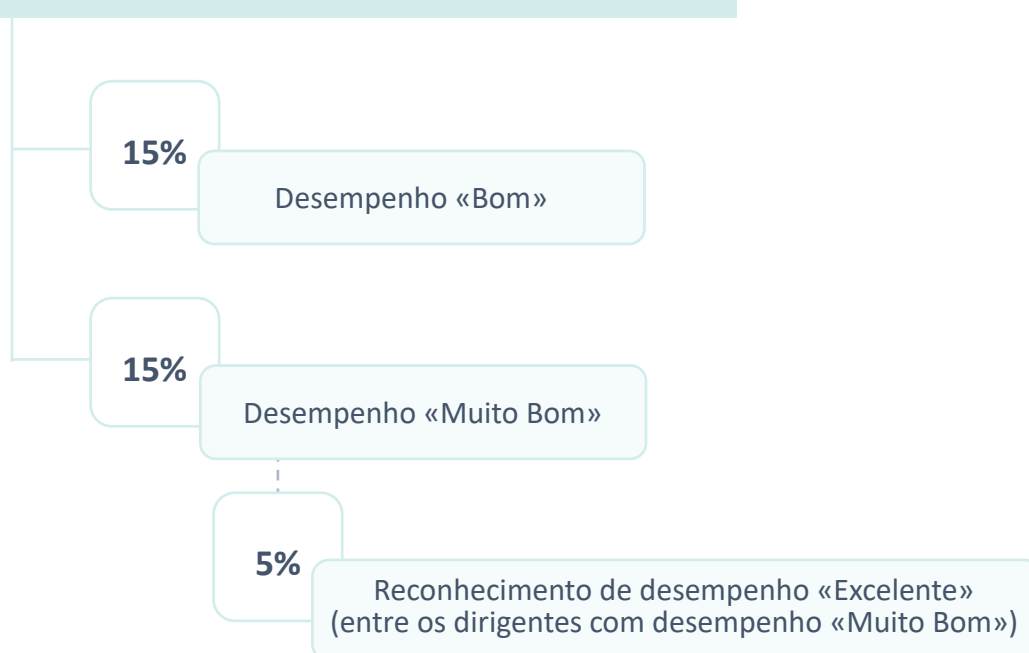 15%
Desempenho «Bom»
15%
Desempenho «Muito Bom»
5%
Reconhecimento de desempenho «Excelente»
(entre os dirigentes com desempenho «Muito Bom»)